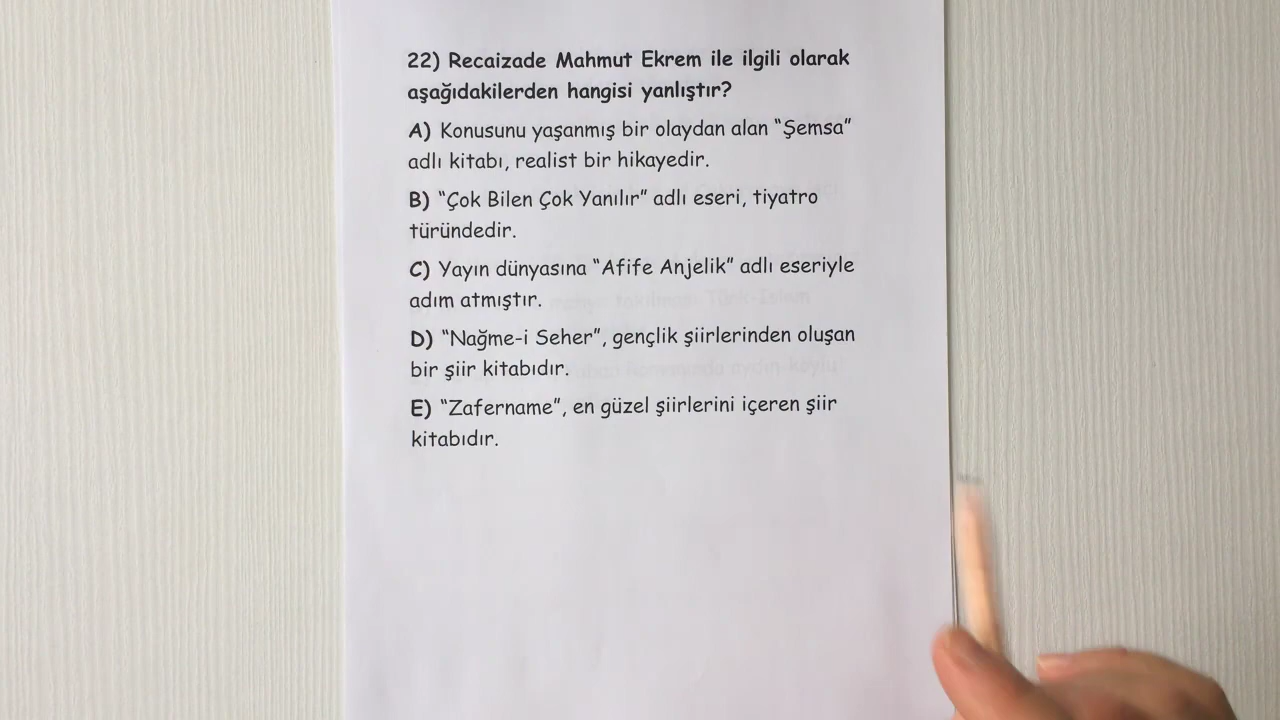 22) Recaizade Mahmut Ekrem ile ilgili olarak
aşağıdakilerden hangisi yanlıştır?
A) Konusunu yaşanmış bir olaydan alan “Şemsa”
adlı kitabı, realist bir hikayedir.
B) “Çok Bilen Çok Yanılır” adlı eseri, tiyatro
türündedir.
C) Yayın dünyasına “Afife Anjelik” adlı eseriyle
adım atmıştır.
D) “Nağme-i Seher”, gençlik şiirlerinden oluşan
bir şiir kitabıdır.
E) “Zafername”, en güzel şiirlerini içeren şiir
kitabıdır.